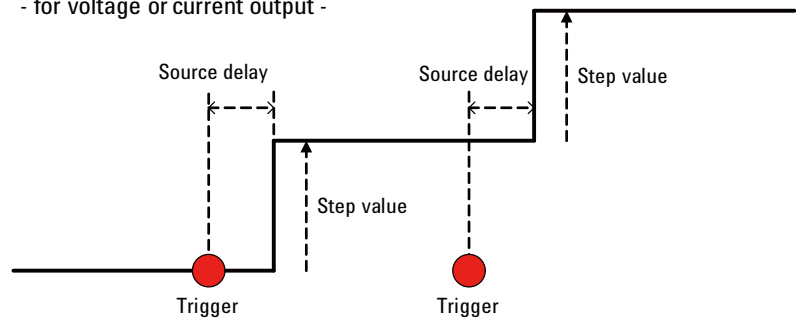 - for voltage or current output -
Source delay
Source delay
Step value
Step value
Trigger
Trigger